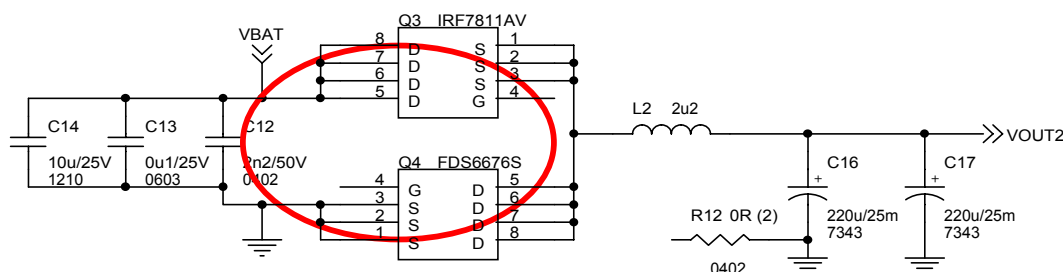 Q3 IRF7811AV
VBAT
8 D S 1
7 D S 2
6 D S 3
5 D G 4
L2 2u2
VOUT2
C14
10u/25V
1210
C13
0u1/25V
0603
C12
2n2/50V
0402
Q4 FDS6676S
4 G D 5
3 S D 6
2 S D 7
1 S D 8
C16
+
220u/25m
7343
C17
+
220u/25m
7343
R12 0R (2)
0402